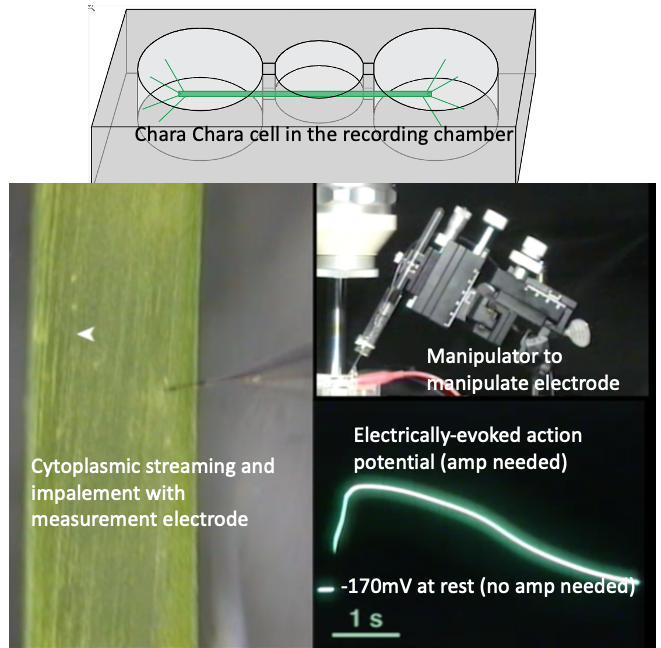 Chara Chara cell in the recording chamber
Manipulator to
manipulate electrode
Cytoplasmic streaming and
impalement with
measurement electrode
Electrically-evoked action
potential (amp needed)
-170mV at rest (no amp needed)
1 s